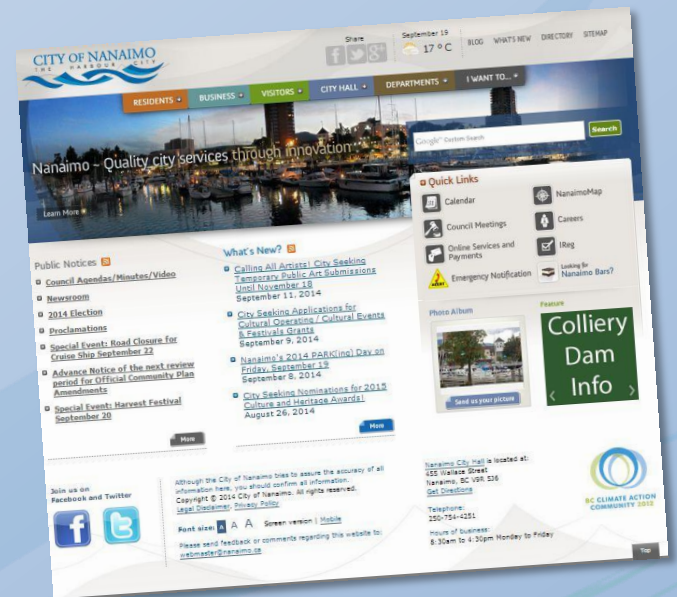 CITY OF NANAIMO
THE HARBOUR CITY
Share
September 19
17 ° C
BLOG WHAT'S NEW DIRECTORY SITEMAP
RESIDENTS
BUSINESS
VISITORS
CITY HALL
DEPARTMENTS
I WANT TO...
Nanaimo - Quality city services through innovation
Learn More
Google™ Custom Search
Search
Quick Links
Calendar
NanaimoMap
Council Meetings
Careers
Online Services and
Payments
IReg
Emergency Notification
Looking for
Nanaimo Bars?
Public Notices
Council Agendas/Minutes/Video
Newsroom
2014 Election
Proclamations
Special Event: Road Closure for
Cruise Ship September 22
Advance Notice of the next review
period for Official Community Plan
Amendments
Special Event: Harvest Festival
September 20
More
What's New?
Calling All Artists! City Seeking
Temporary Public Art Submissions
Until November 18
September 11, 2014
City Seeking Applications for
Cultural Operating / Cultural Events
& Festivals Grants
September 9, 2014
Nanaimo's 2014 PARK(ing) Day on
Friday, September 19
September 8, 2014
City Seeking Nominations for 2015
Culture and Heritage Awards!
August 26, 2014
More
Photo Album
Send us your picture
Feature
Colliery
Dam
Info
Join us on
Facebook and Twitter
Although the City of Nanaimo tries to assure the accuracy of all
information here, you should confirm all information.
Copyright © 2014 City of Nanaimo. All rights reserved.
Legal Disclaimer, Privacy Policy
Font size: A A A Screen version | Mobile
Please send feedback or comments regarding this website to:
webmaster@nanaimo.ca
Nanaimo City Hall is located at:
455 Wallace Street
Nanaimo, BC V9R 5J6
Get Directions
Telephone:
250-754-4251
Hours of business:
8:30am to 4:30pm Monday to Friday
BC CLIMATE ACTION
COMMUNITY 2012
Top